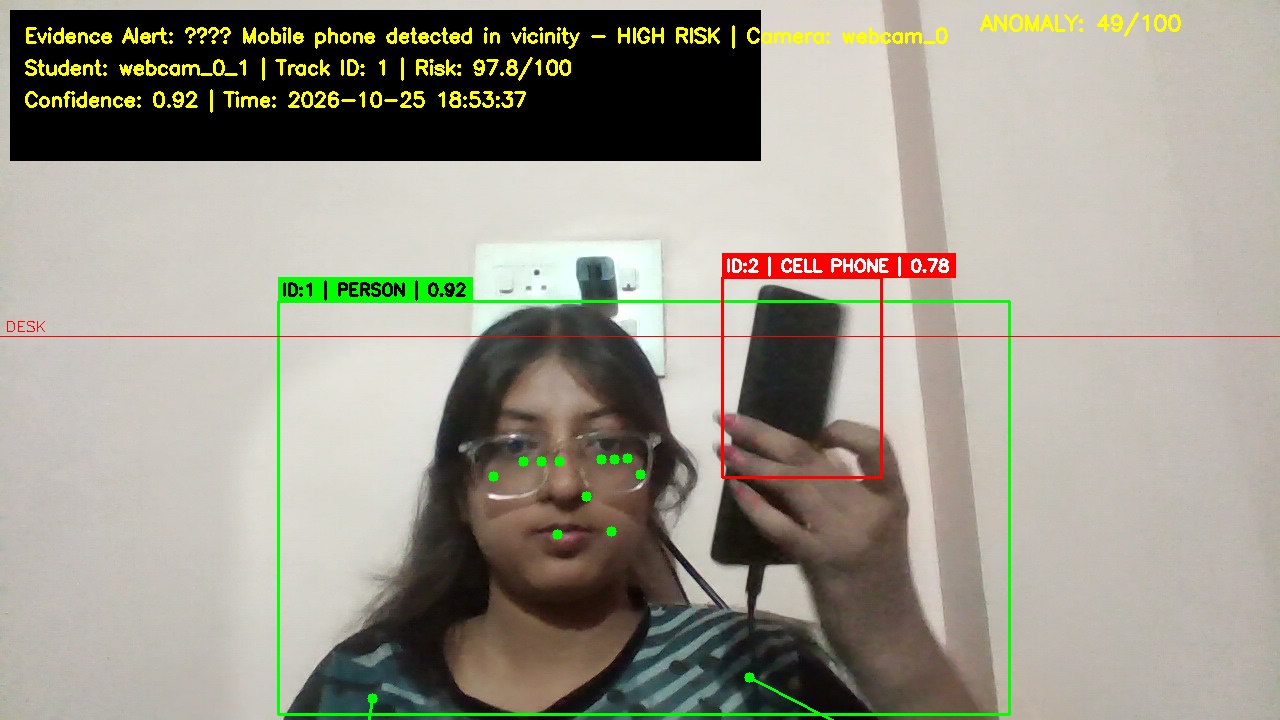 Evidence Alert: ???? Mobile phone detected in vicinity - HIGH RISK | Camera: webcam_0
ANOMALY: 49/100
Student: webcam_0_1 | Track ID: 1 | Risk: 97.8/100
Confidence: 0.92 | Time: 2026-10-25 18:53:37
ID:2 | CELL PHONE | 0.78
ID:1 | PERSON | 0.92
DESK